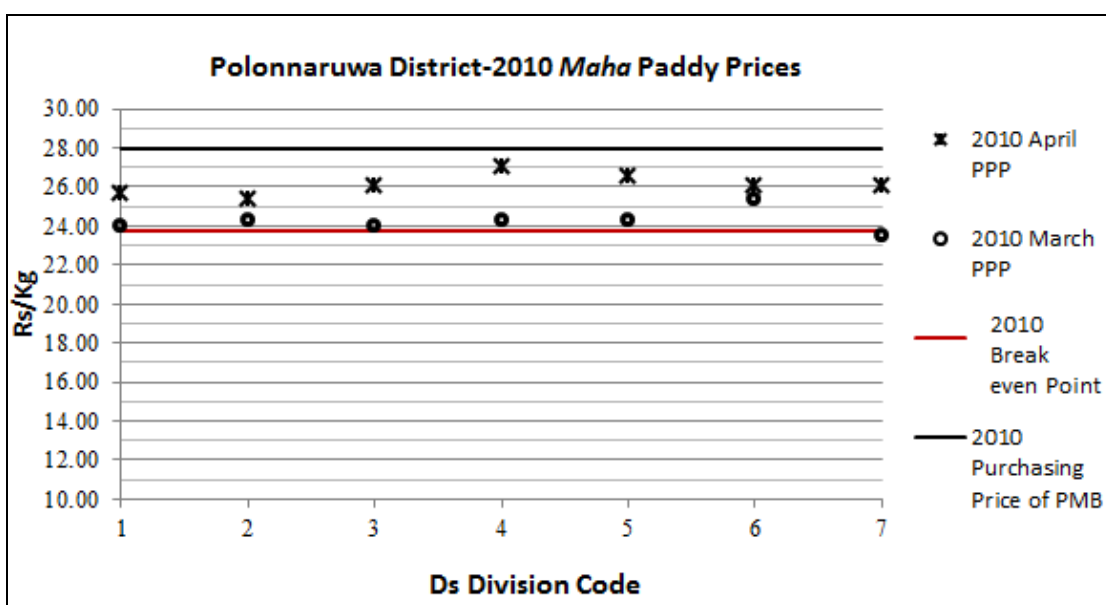 Polonnaruwa District-2010 Maha Paddy Prices
30.00
28.00
26.00
24.00
22.00
20.00
18.00
16.00
14.00
12.00
10.00
Rs/Kg
1 2 3 4 5 6 7
Ds Division Code
2010 April
PPP
2010 March
PPP
2010
Break
even Point
2010
Purchasing
Price of PMB